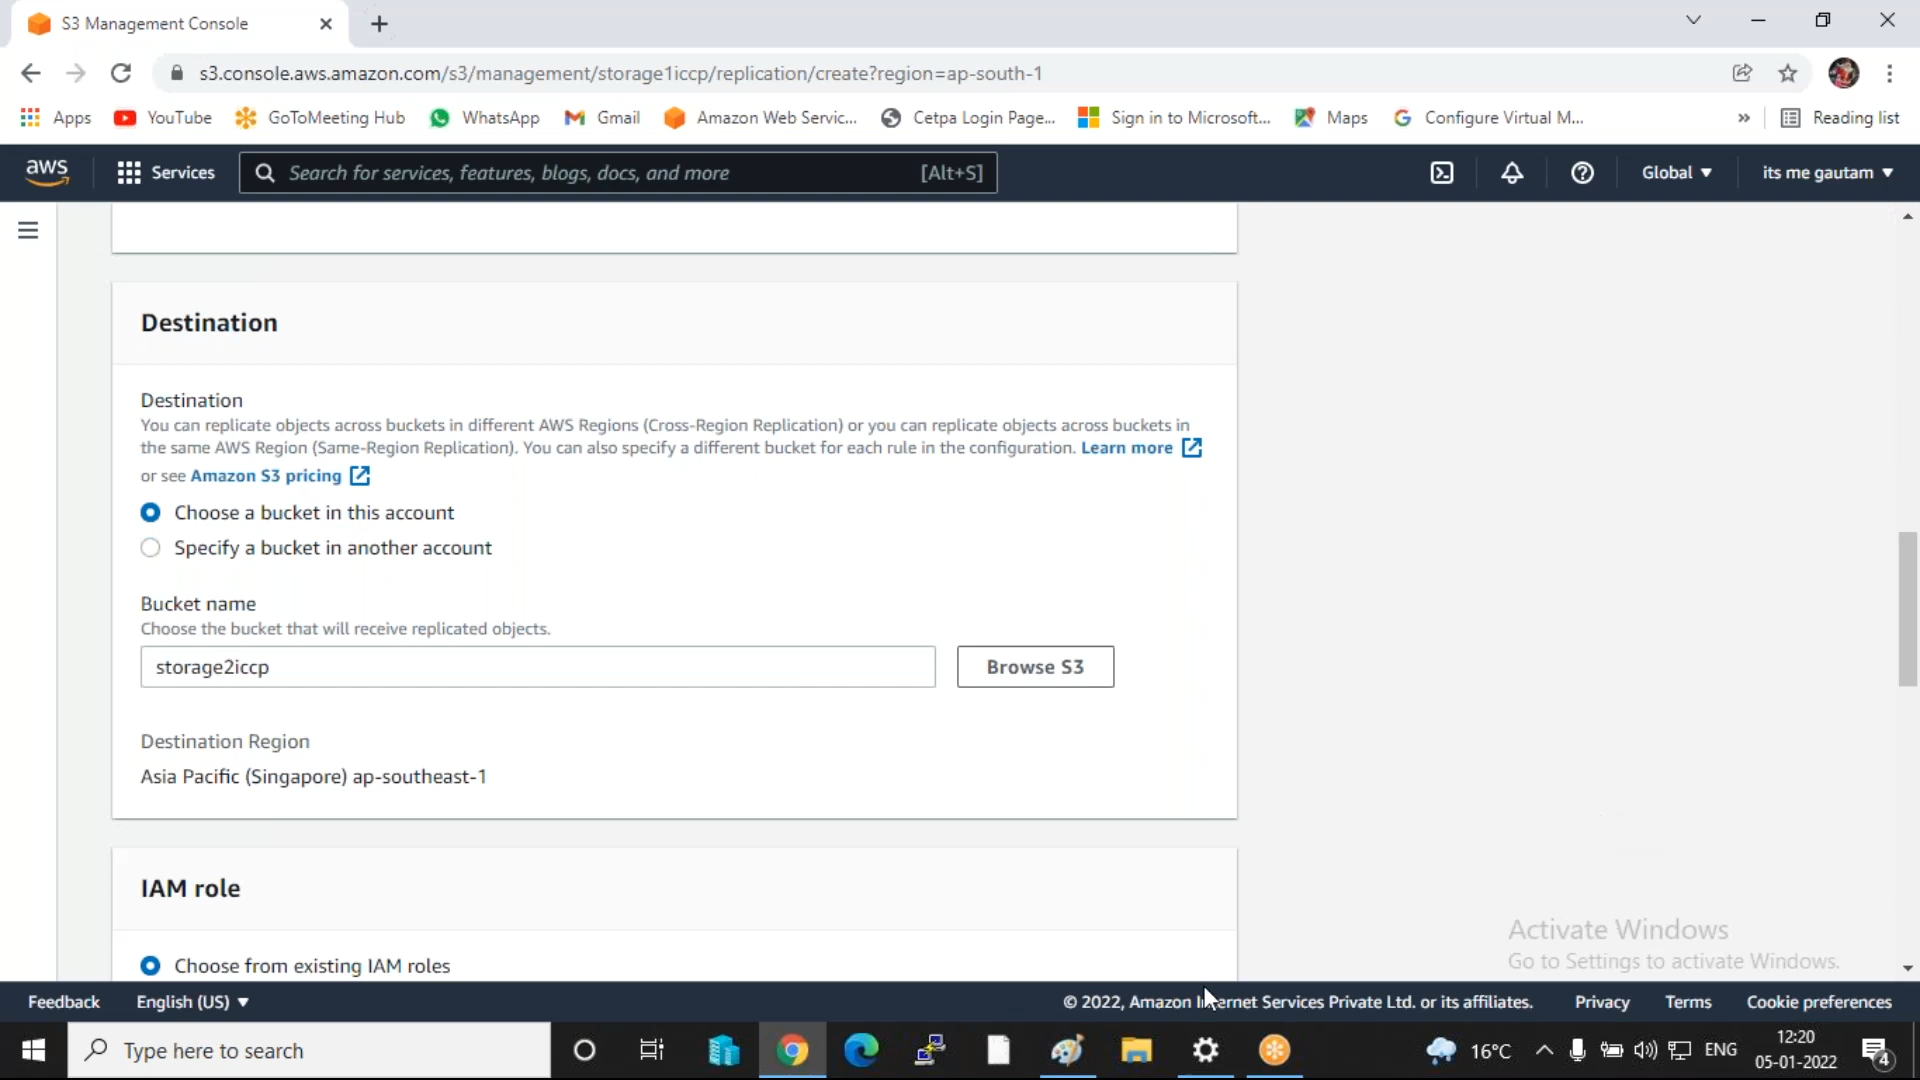 S3 Management Console
s3.console.aws.amazon.com/s3/management/storage1iccp/replication/create?region=ap-south-1
Apps YouTube GoToMeeting Hub WhatsApp Gmail Amazon Web Servic... Cetpa Login Page... Sign in to Microsoft... Maps Configure Virtual M... » Reading list
aws Services Search for services, features, blogs, docs, and more [Alt+S] Global its me gautam
Destination
Destination
You can replicate objects across buckets in different AWS Regions (Cross-Region Replication) or you can replicate objects across buckets in
the same AWS Region (Same-Region Replication). You can also specify a different bucket for each rule in the configuration. Learn more
or see Amazon S3 pricing
Choose a bucket in this account
Specify a bucket in another account
Bucket name
Choose the bucket that will receive replicated objects.
storage2iccp Browse S3
Destination Region
Asia Pacific (Singapore) ap-southeast-1
IAM role
Choose from existing IAM roles
Activate Windows
Go to Settings to activate Windows.
Feedback English (US) © 2022, Amazon Internet Services Private Ltd. or its affiliates. Privacy Terms Cookie preferences
Type here to search 16°C ENG 12:20
05-01-2022 4